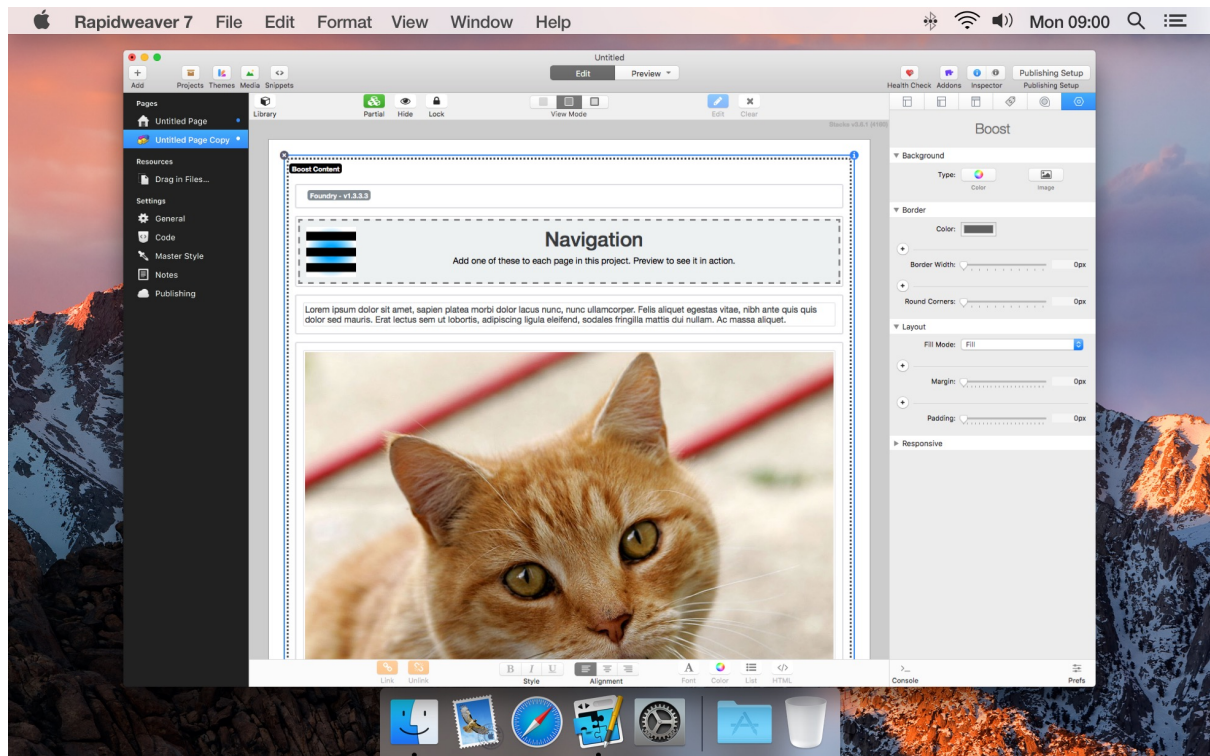 Rapidweaver 7 File Edit Format View Window Help Mon 09:00
Untitled
Edit Preview Publishing Setup
Add Projects Themes Media Snippets Health Check Addons Inspector Publishing Setup
Pages
Untitled Page
Untitled Page Copy
Resources
Drag in Files...
Settings
General
Code
Master Style
Notes
Publishing
Library Partial Hide Lock View Mode Edit Clear
Boost Content
Foundry - v1.3.3.3
Navigation
Add one of these to each page in this project. Preview to see it in action.
Lorem ipsum dolor sit amet, sapien platea morbi dolor lacus nunc, nunc ullamcorper. Felis aliquet egestas vitae, nibh ante quis quis
dolor sed mauris. Erat lectus sem ut lobortis, adipiscing ligula eleifend, sodales fringilla mattis dui nullam. Ac massa aliquet.
Boost
Background
Type:
Color Image
Border
Color:
Border Width: 0px
Round Corners: 0px
Layout
Fill Mode: Fill
Margin: 0px
Padding: 0px
Responsive
B I U A
Link Unlink Style Alignment Font Color List HTML Console Prefs